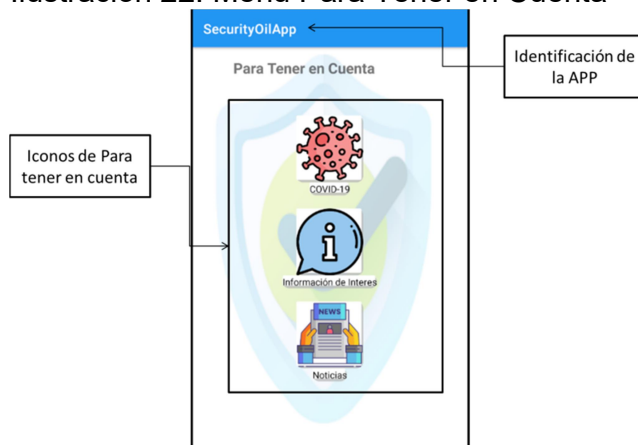 Ilustración 22. Menú Para Tener en Cuenta
SecurityOilApp
Identificación de
la APP
Para Tener en Cuenta
Iconos de Para
tener en cuenta
COVID-19
Información de Interes
NEWS
Noticias